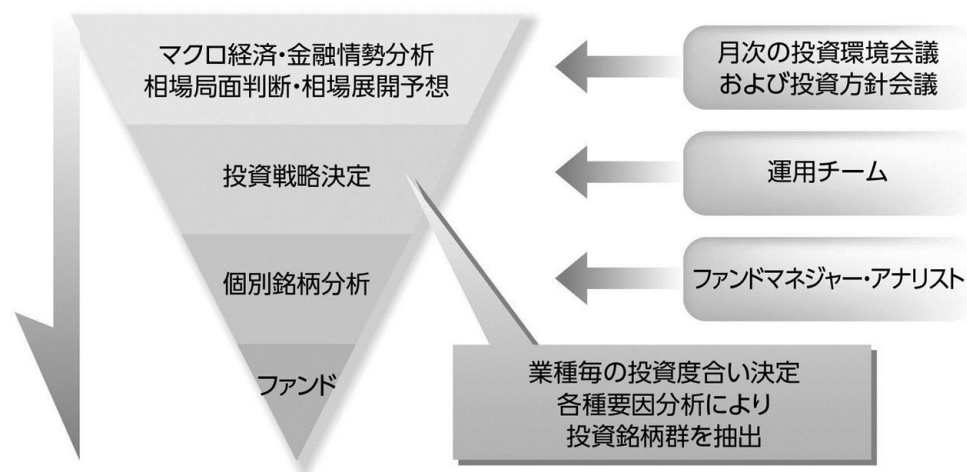 マクロ経済・金融情勢分析
相場局面判断・相場展開予想
月次の投資環境会議
および投資方針会議
投資戦略決定
運用チーム
個別銘柄分析
ファンドマネジャー・アナリスト
ファンド
業種毎の投資度合い決定
各種要因分析により
投資銘柄群を抽出